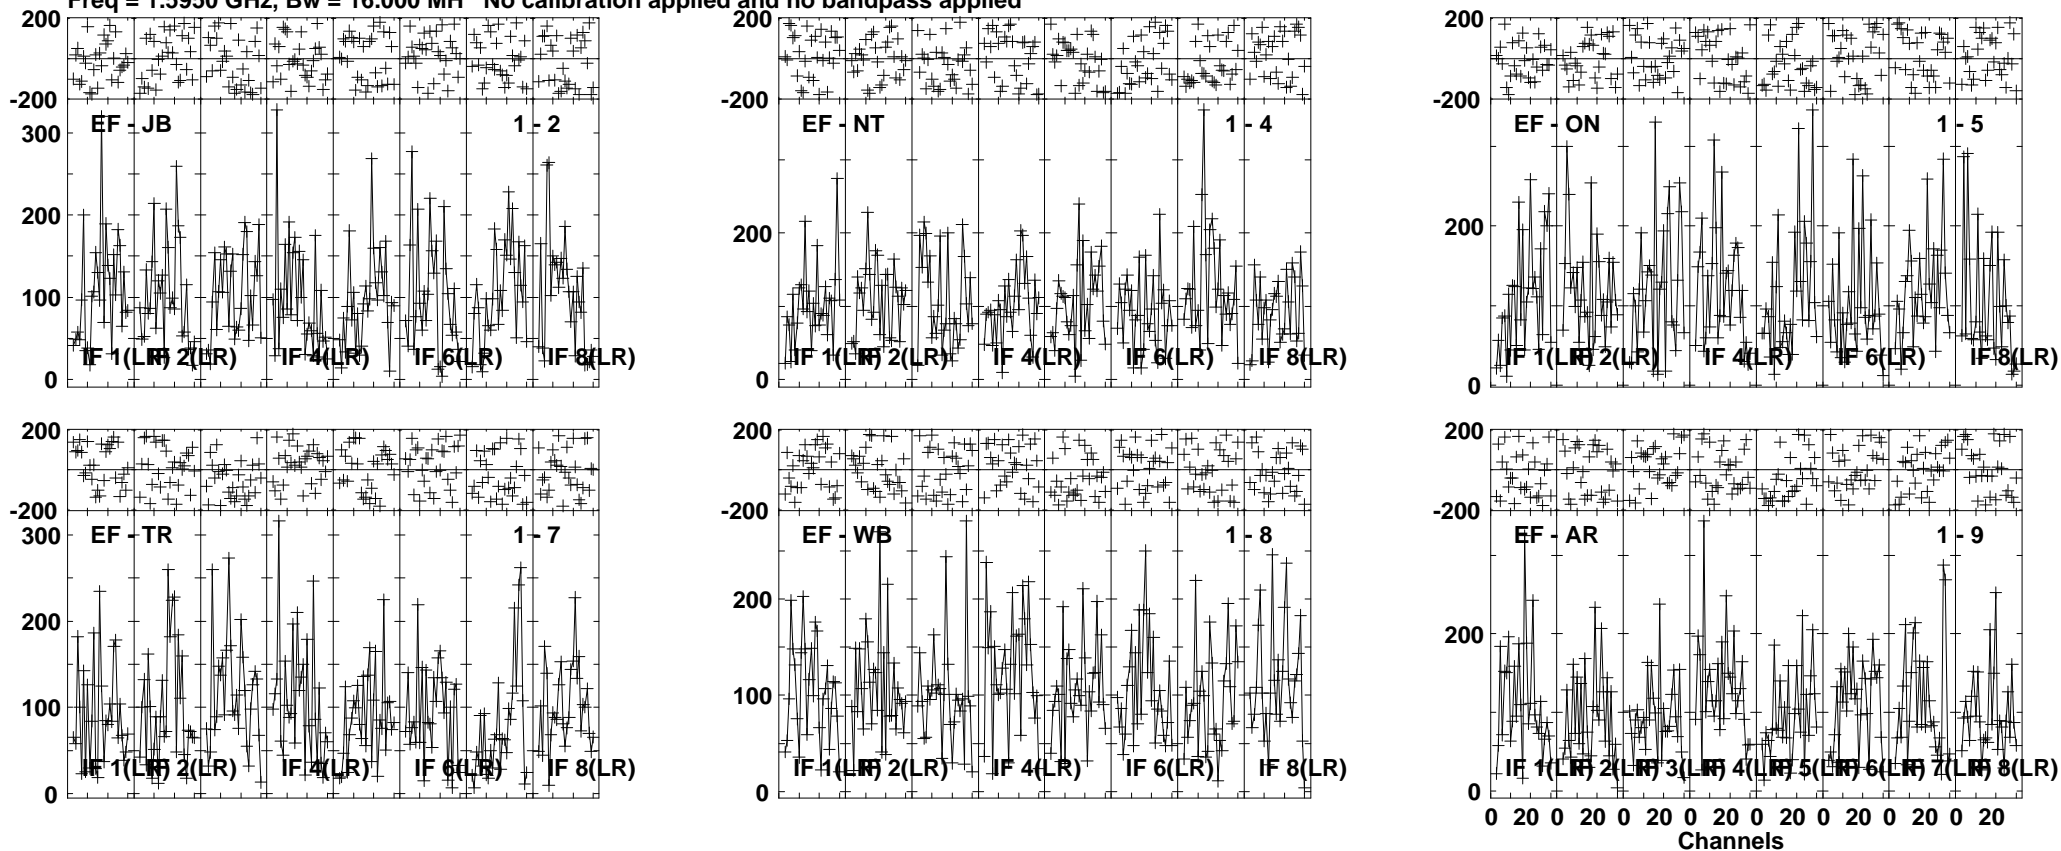 Freq = 1.5950 GHz, Bw = 16.000 MH   No calibration applied and no bandpass applied
200
200
-200
-200
-200
EF - JB
1 - 2
EF - NT
1 - 4
EF - ON
1 - 5
300
200
200
200
100
0
0
0
IF 1(LR)
IF 2(LR)
IF 4(LR)
IF 6(LR)
IF 8(LR)
IF 1(LR)
IF 2(LR)
IF 4(LR)
IF 6(LR)
IF 8(LR)
IF 1(LR)
IF 2(LR)
IF 4(LR)
IF 6(LR)
IF 8(LR)
200
200
200
-200
-200
-200
EF - TR
1 - 7
EF - WB
1 - 8
EF - AR
1 - 9
300
200
200
200
100
100
0
0
0
IF 1(LR)
IF 2(LR)
IF 4(LR)
IF 6(LR)
IF 8(LR)
IF 1(LR)
IF 2(LR)
IF 4(LR)
IF 6(LR)
IF 8(LR)
IF 1(LR)
IF 2(LR)
IF 3(LR)
IF 4(LR)
IF 5(LR)
IF 6(LR)
IF 7(LR)
IF 8(LR)
0 20 0 20 0 20 0 20 0 20 0 20 0 20 0 20
Channels